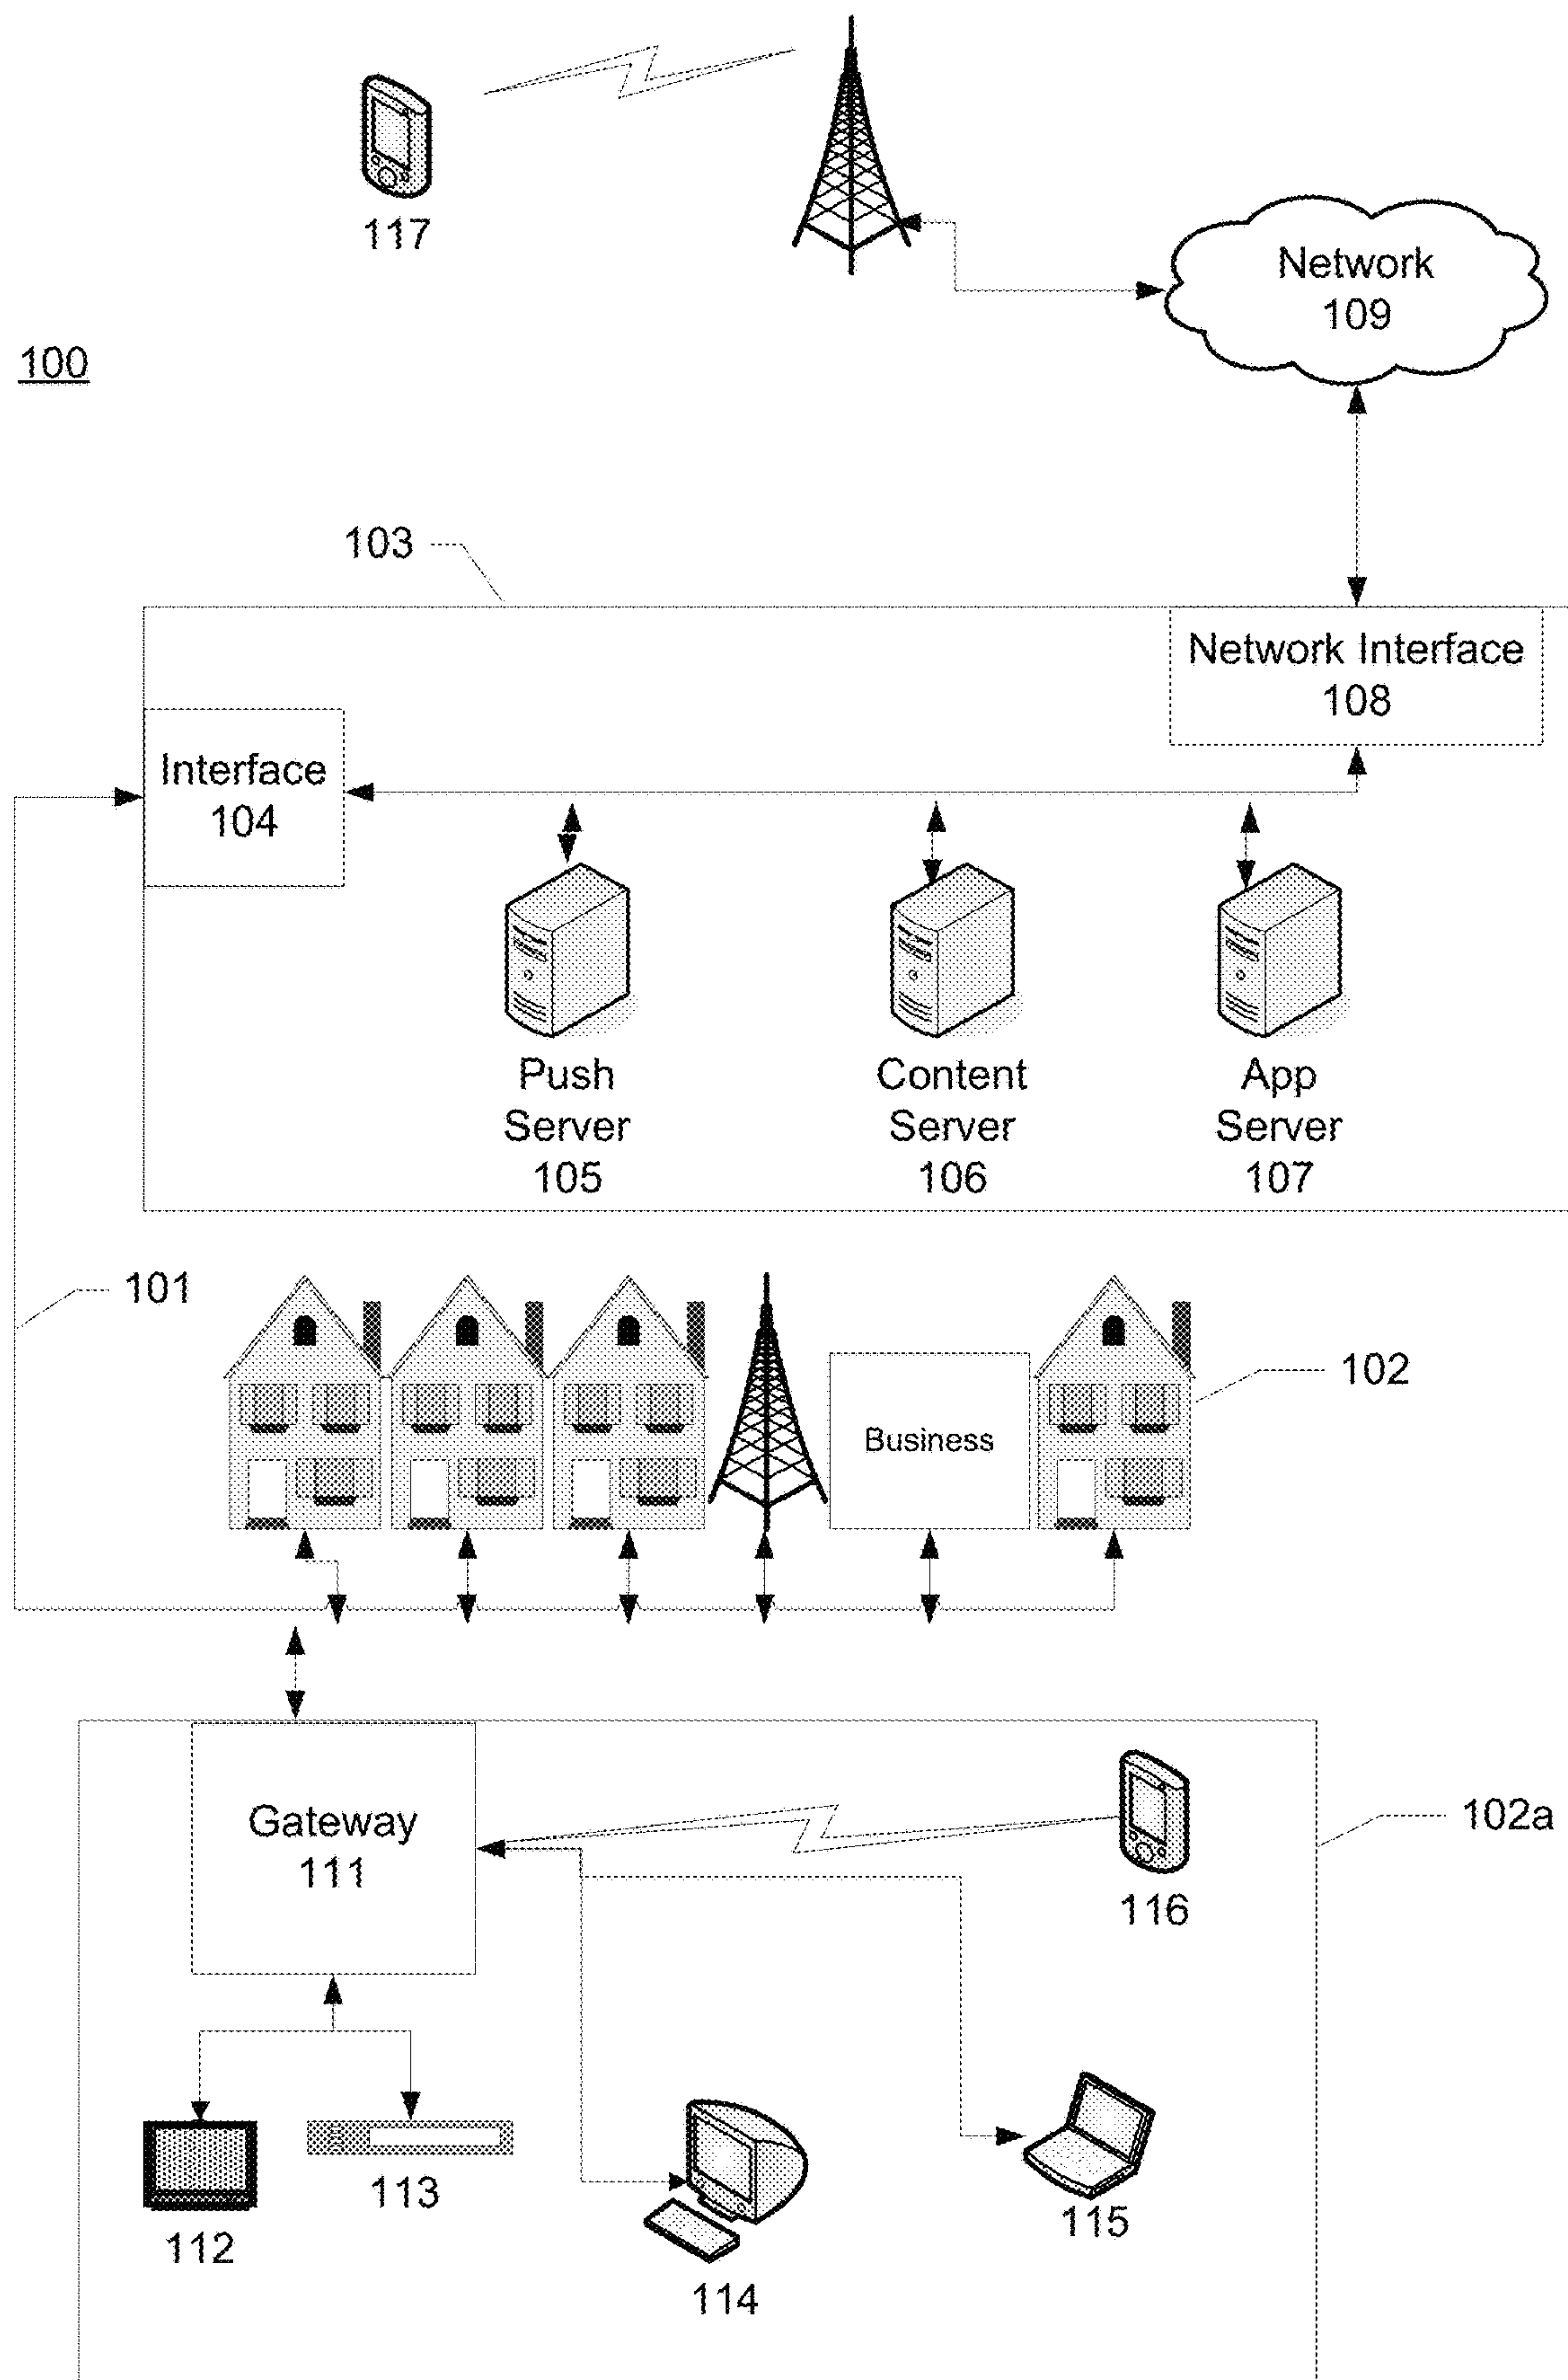 117
Network
109
100
103
Network Interface
108
Interface
104
Push
Server
105
Content
Server
106
App
Server
107
101
102
Business
Gateway
111
102a
116
112
113
114
115